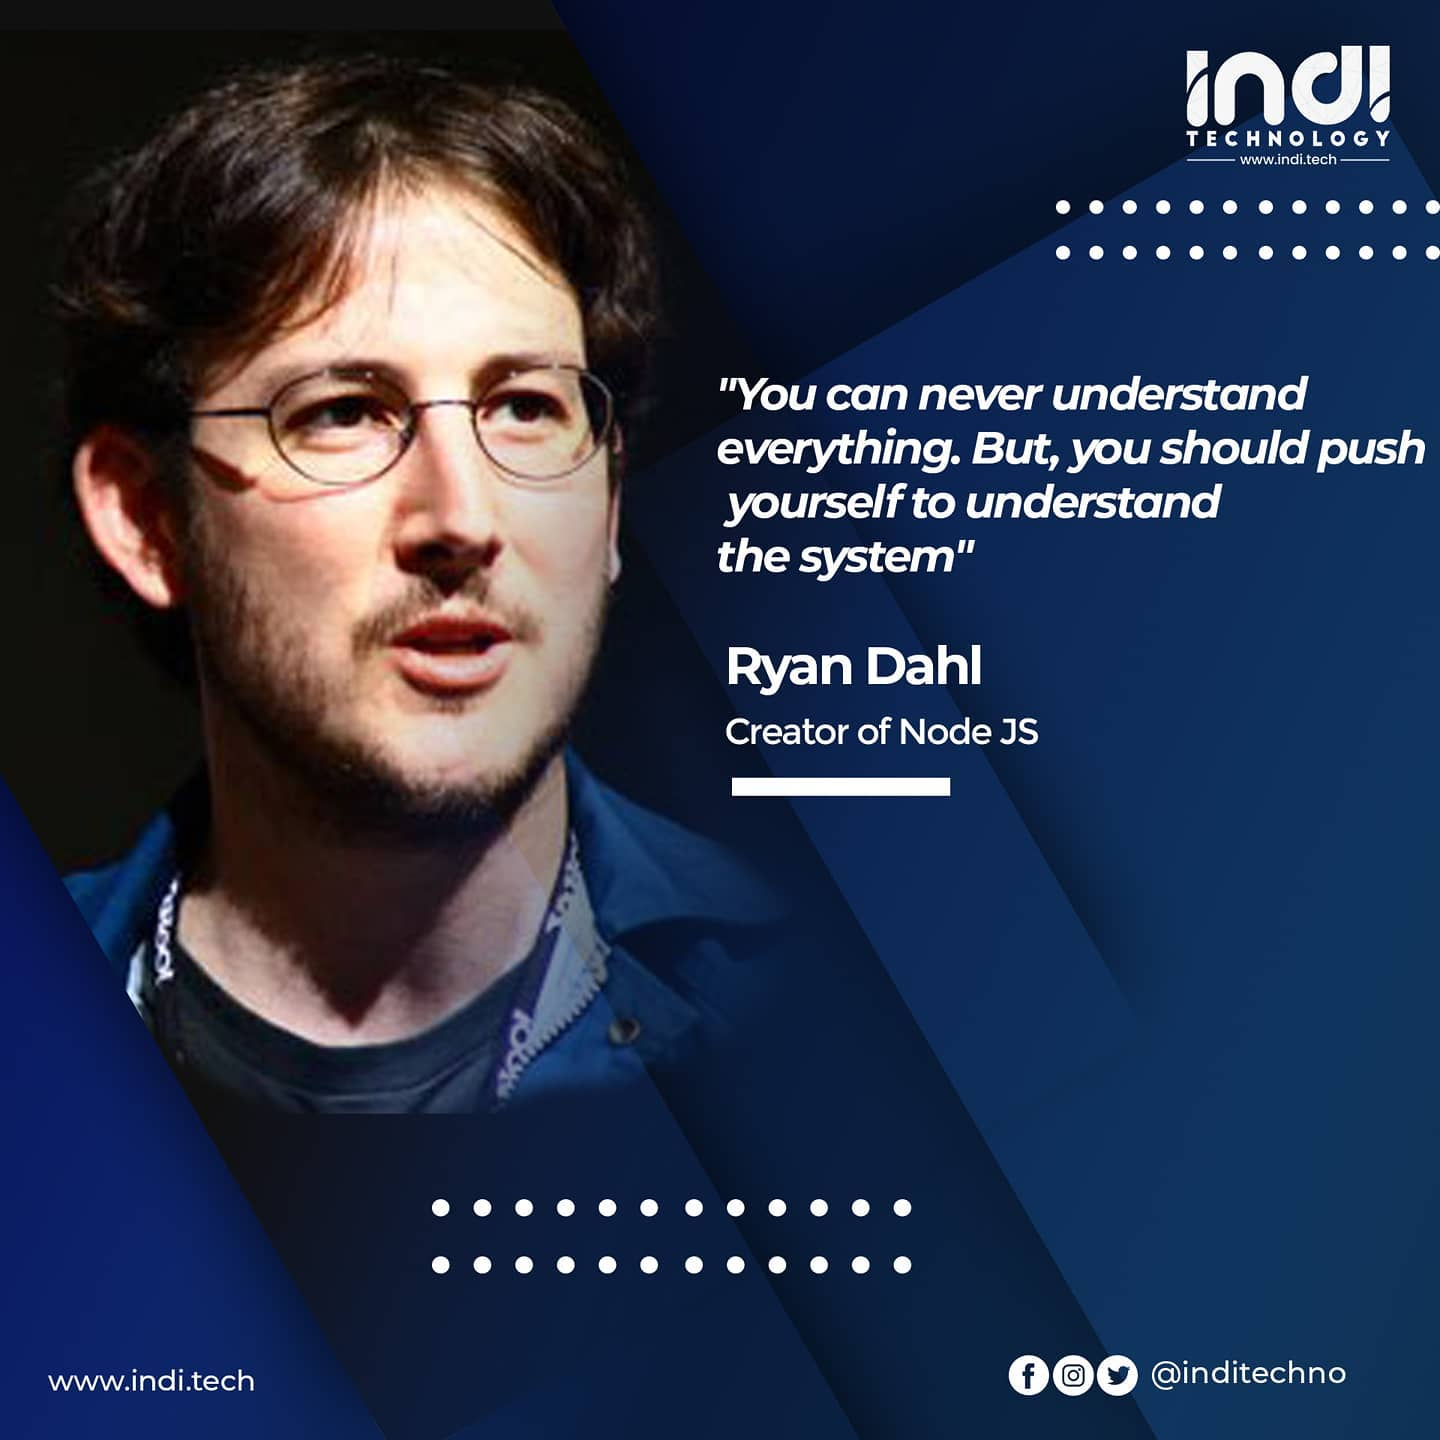 indi
TECHNOLOGY
www.indi.tech
"You can never understand
everything. But, you should push
yourself to understand
the system"
Ryan Dahl
Creator of Node JS
www.indi.tech
@inditechno